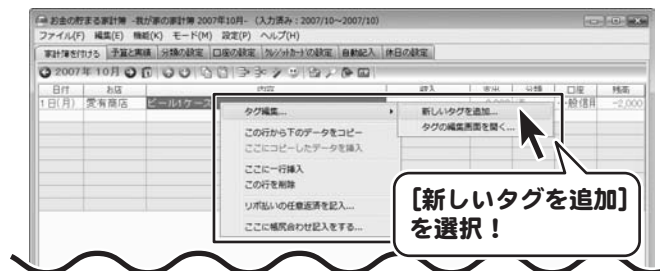 お金の貯まる家計簿 -我が家の家計簿 2007年10月- （入力済み：2007/10～2007/10）
ファイル(F) 編集(E) 機能(K) モード(M) 設定(P) ヘルプ(H)
家計簿を付ける 予算と実績 分類の設定 口座の設定 クレジットカードの設定 自動記入 休日の設定
2007年 10月
日付 お店 内容 収入 支出 分類 口座 残高
1日(月) 愛有商店 ビール1ケース 2,000 一般信用 -2,000
タグ編集... 新しいタグを追加...
タグの編集画面を開く...
この行から下のデータをコピー
ここにコピーしたデータを挿入
ここに一行挿入
この行を削除
リボ払いの任意返済を記入...
ここに帳尻合わせ記入をする...
[新しいタグを追加]
を選択！